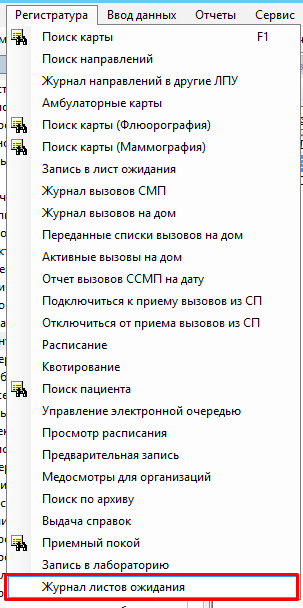 Регистратура Ввод данных Отчеты Сервис
Поиск карты F1
Поиск направлений
Журнал направлений в другие ЛПУ
Амбулаторные карты
Поиск карты (Флюорография)
Поиск карты (Маммография)
Запись в лист ожидания
Журнал вызовов СМП
Журнал вызовов на дом
Переданные списки вызовов на дом
Активные вызовы на дом
Отчет вызовов ССМП на дату
Подключиться к приему вызовов из СП
Отключиться от приема вызовов из СП
Расписание
Квотирование
Поиск пациента
Управление электронной очередью
Просмотр расписания
Предварительная запись
Медосмотры для организаций
Поиск по архиву
Выдача справок
Приемный покой
Запись в лабораторию
Журнал листов ожидания